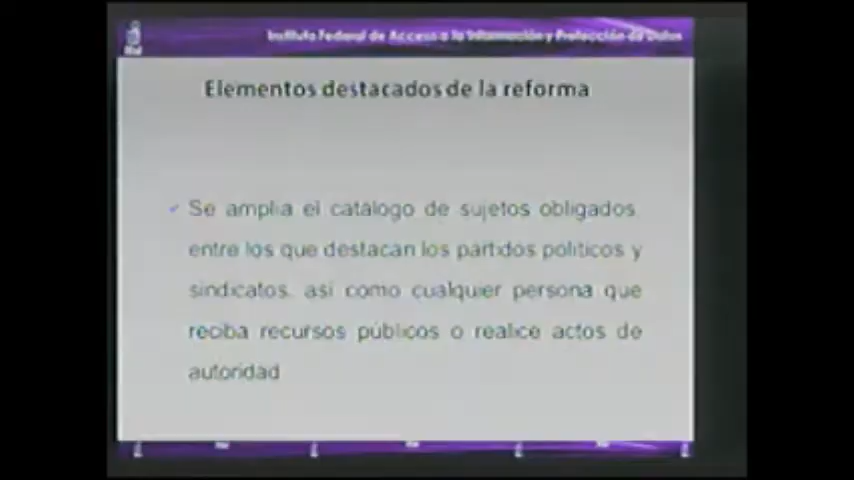 Instituto Federal de Acceso a la Información y Protección de Datos
Elementos destacados de la reforma
✓ Se amplia el catálogo de sujetos obligados
entre los que destacan los partidos políticos y
sindicatos, así como cualquier persona que
reciba recursos públicos o realice actos de
autoridad